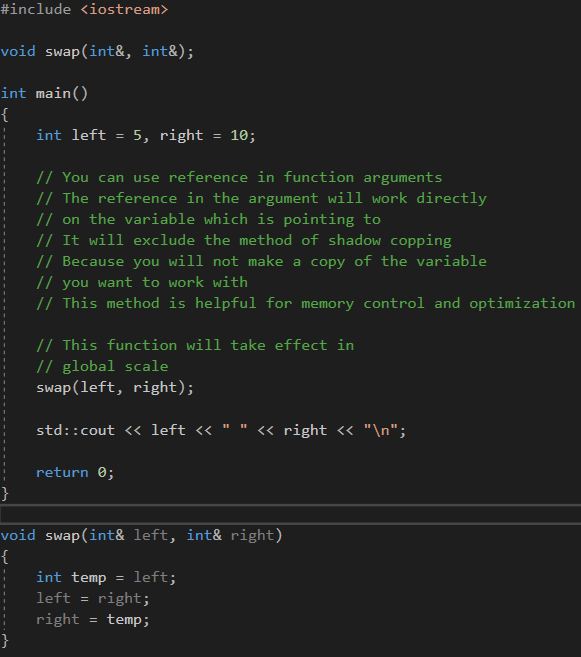 #include <iostream>
void swap(int&, int&);
int main()
{
int left = 5, right = 10;
// You can use reference in function arguments
// The reference in the argument will work directly
// on the variable which is pointing to
// It will exclude the method of shadow copping
// Because you will not make a copy of the variable
// you want to work with
// This method is helpful for memory control and optimization
// This function will take effect in
// global scale
swap(left, right);
std::cout << left << " " << right << "\n";
return 0;
}
void swap(int& left, int& right)
{
int temp = left;
left = right;
right = temp;
}